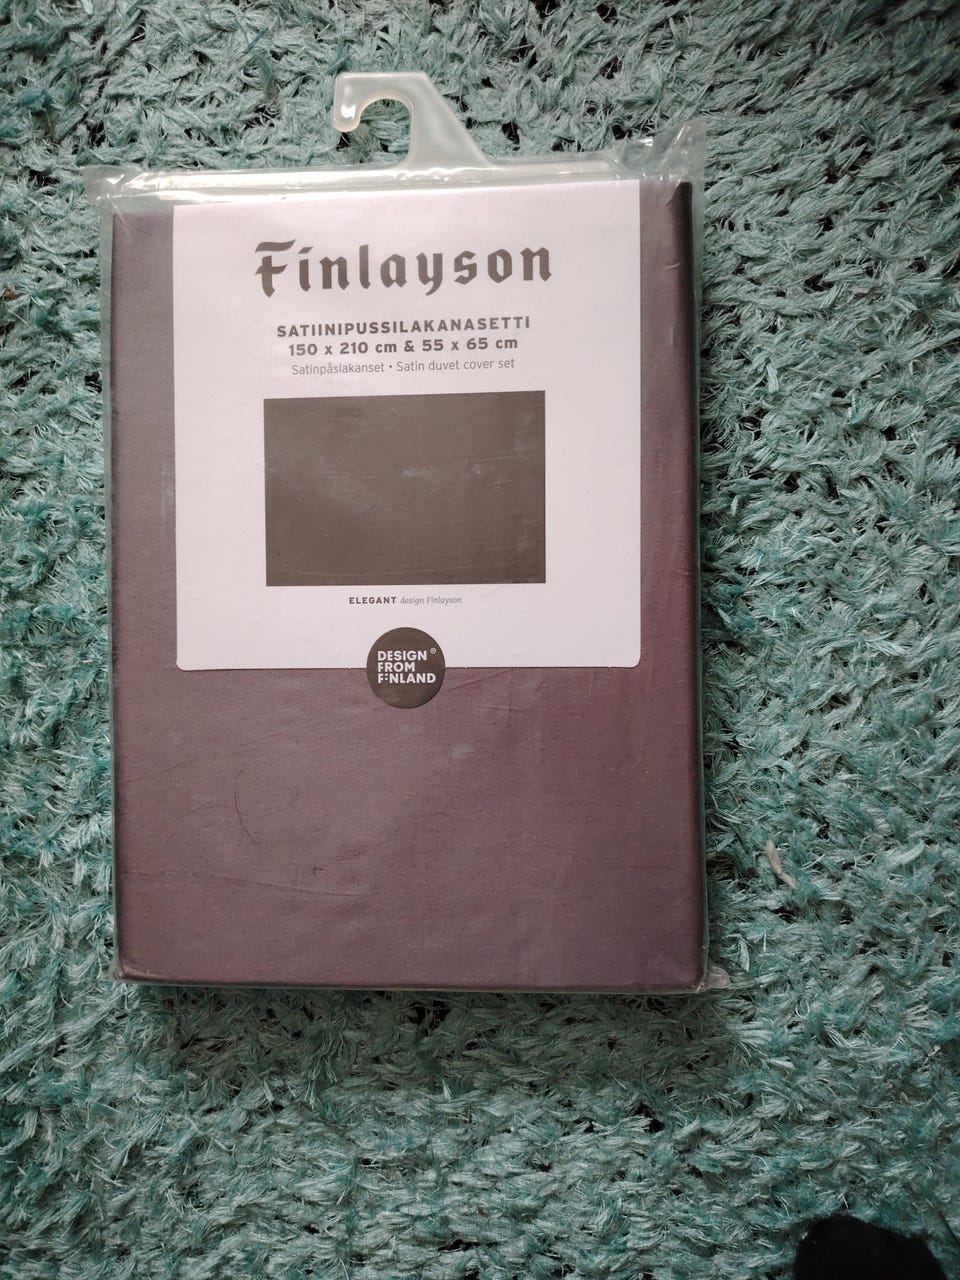 Finlayson
SATIINIPUSSILAKANASETTI
150 x 210 cm & 55 x 65 cm
Satinpåslakanset • Satin duvet cover set
ELEGANT design Finlayson
DESIGN ®
FROM
FINLAND